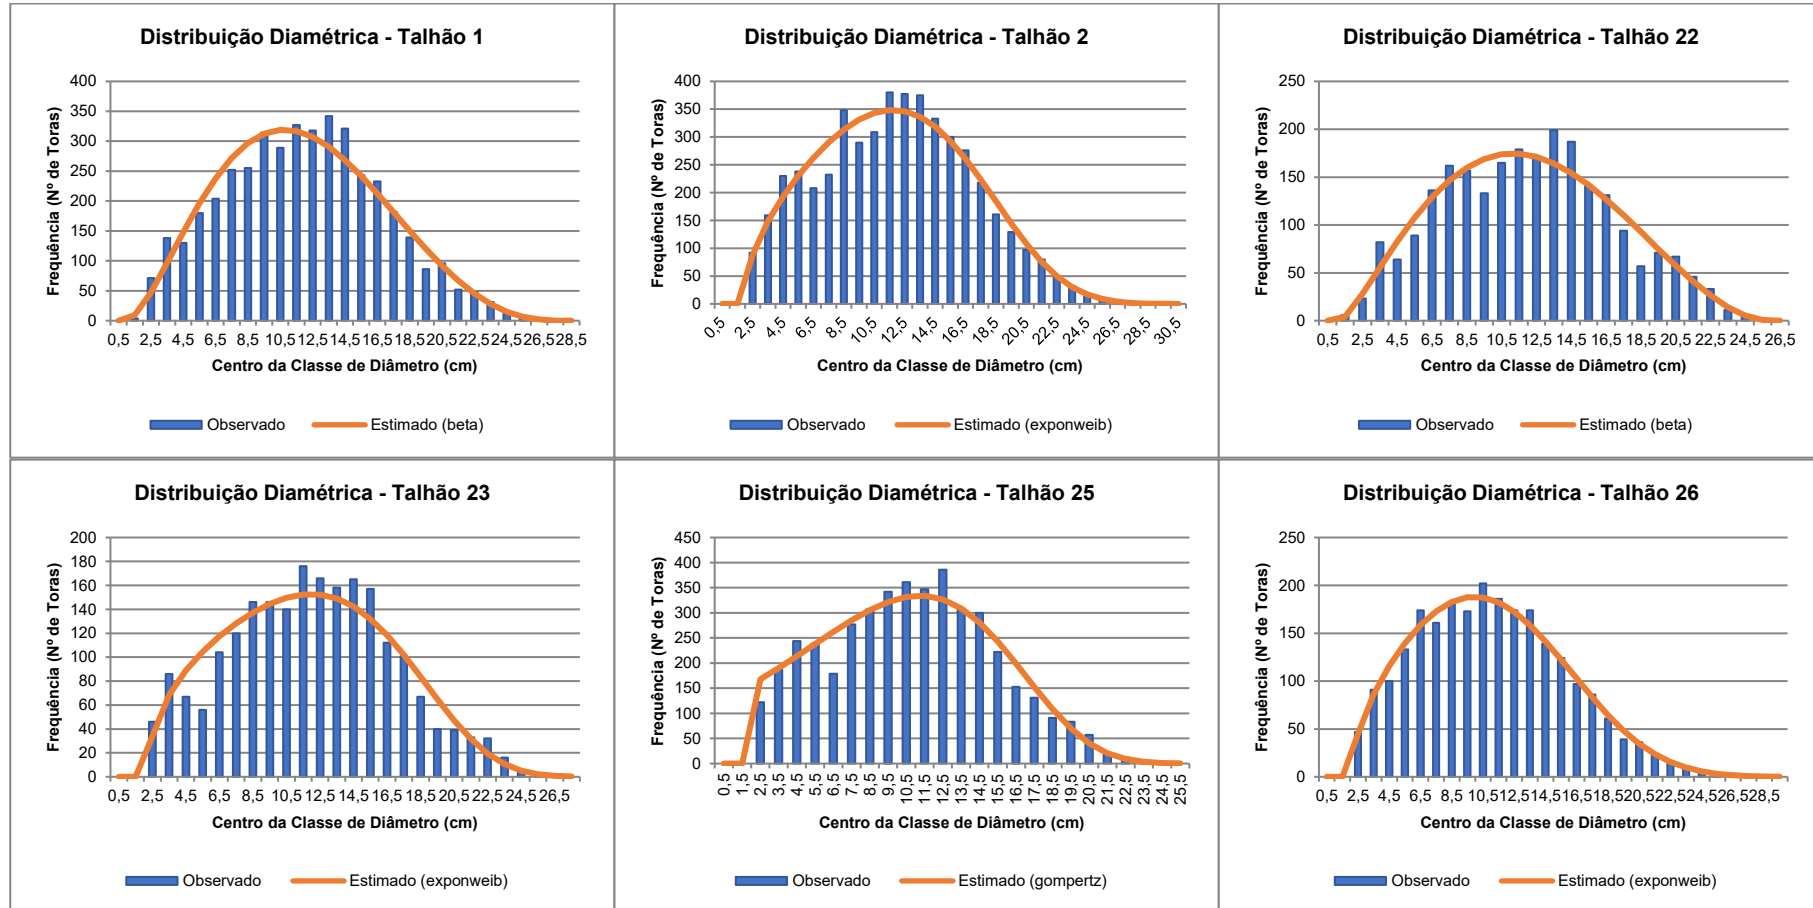 Distribuição Diamétrica - Talhão 1
Frequência (Nº de Toras)
400
350
300
250
200
150
100
50
0
0,5 2,5 4,5 6,5 8,5 10,5 12,5 14,5 16,5 18,5 20,5 22,5 24,5 26,5 28,5
Centro da Classe de Diâmetro (cm)
Observado Estimado (beta)
Distribuição Diamétrica - Talhão 2
Frequência (Nº de Toras)
400
350
300
250
200
150
100
50
0
0,5 2,5 4,5 6,5 8,5 10,5 12,5 14,5 16,5 18,5 20,5 22,5 24,5 26,5 28,5 30,5
Centro da Classe de Diâmetro (cm)
Observado Estimado (exponweib)
Distribuição Diamétrica - Talhão 22
Frequência (Nº de Toras)
250
200
150
100
50
0
0,5 2,5 4,5 6,5 8,5 10,5 12,5 14,5 16,5 18,5 20,5 22,5 24,5 26,5
Centro da Classe de Diâmetro (cm)
Observado Estimado (beta)
Distribuição Diamétrica - Talhão 23
Frequência (Nº de Toras)
200
180
160
140
120
100
80
60
40
20
0
0,5 2,5 4,5 6,5 8,5 10,5 12,5 14,5 16,5 18,5 20,5 22,5 24,5 26,5
Centro da Classe de Diâmetro (cm)
Observado Estimado (exponweib)
Distribuição Diamétrica - Talhão 25
Frequência (Nº de Toras)
450
400
350
300
250
200
150
100
50
0
0,5 1,5 2,5 3,5 4,5 5,5 6,5 7,5 8,5 9,5 10,5 11,5 12,5 13,5 14,5 15,5 16,5 17,5 18,5 19,5 20,5 21,5 22,5 23,5 24,5 25,5
Centro da Classe de Diâmetro (cm)
Observado Estimado (gompertz)
Distribuição Diamétrica - Talhão 26
Frequência (Nº de Toras)
250
200
150
100
50
0
0,5 2,5 4,5 6,5 8,5 10,5 12,5 14,5 16,5 18,5 20,5 22,5 24,5 26,5 28,5
Centro da Classe de Diâmetro (cm)
Observado Estimado (exponweib)